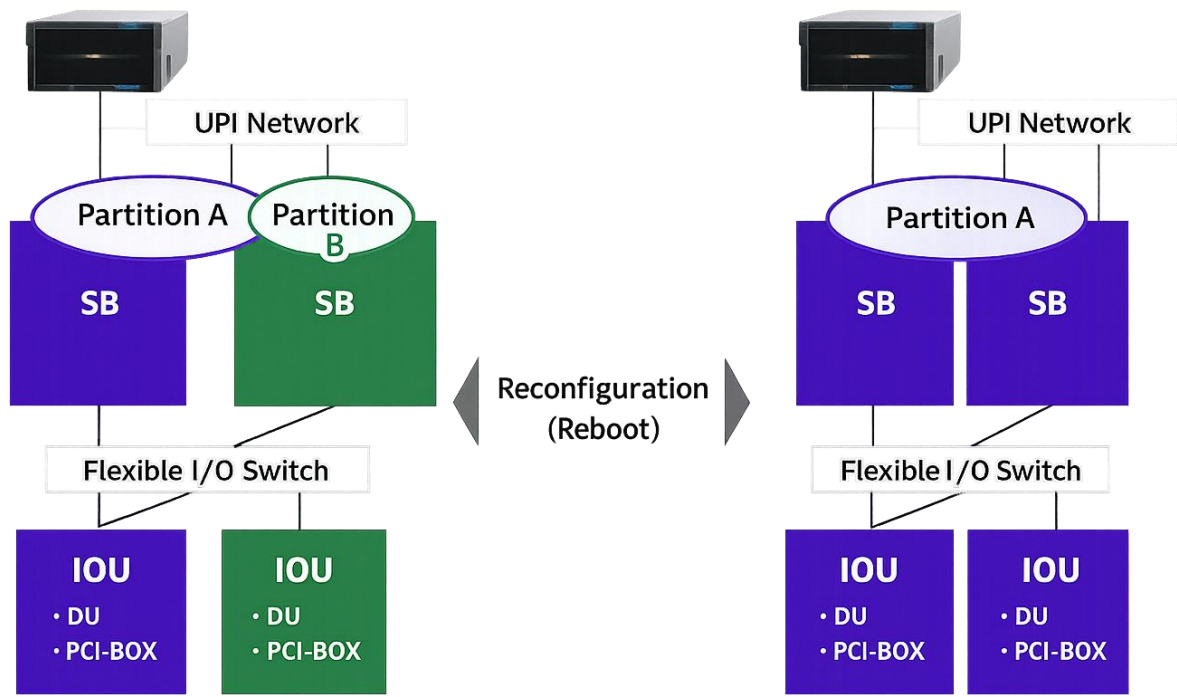 UPI Network
Partition A
Partition
B
SB
SB
Flexible I/O Switch
IOU
• DU
• PCI-BOX
IOU
• DU
• PCI-BOX
Reconfiguration
(Reboot)
UPI Network
Partition A
SB
SB
Flexible I/O Switch
IOU
• DU
• PCI-BOX
IOU
• DU
• PCI-BOX